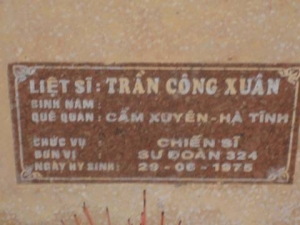 LIỆT SĨ : TRẦN CÔNG XUÂN
SINH NĂM :
QUÊ QUÁN : CẨM XUYÊN-HÀ TĨNH
CHỨC VỤ : CHIẾN SĨ
ĐƠN VỊ : SƯ ĐOÀN 324
NGÀY HY SINH : 29-06-1975